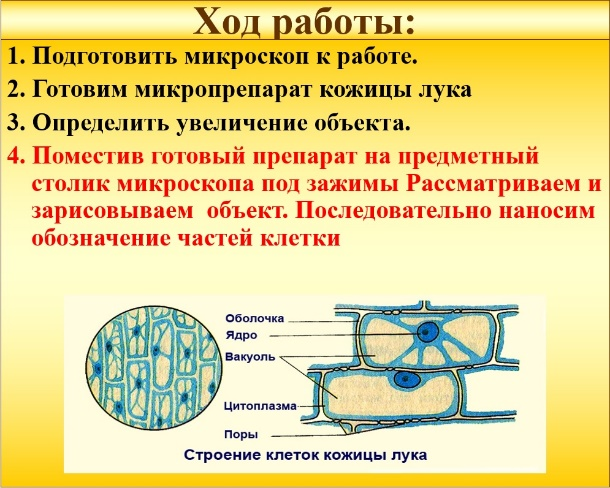 Ход работы:
1. Подготовить микроскоп к работе.
2. Готовим микропрепарат кожицы лука
3. Определить увеличение объекта.
4. Поместив готовый препарат на предметный
столик микроскопа под зажимы Рассматриваем и
зарисовываем объект. Последовательно наносим
обозначение частей клетки
Оболочка
Ядро
Вакуоль
Цитоплазма
Поры
Строение клеток кожицы лука